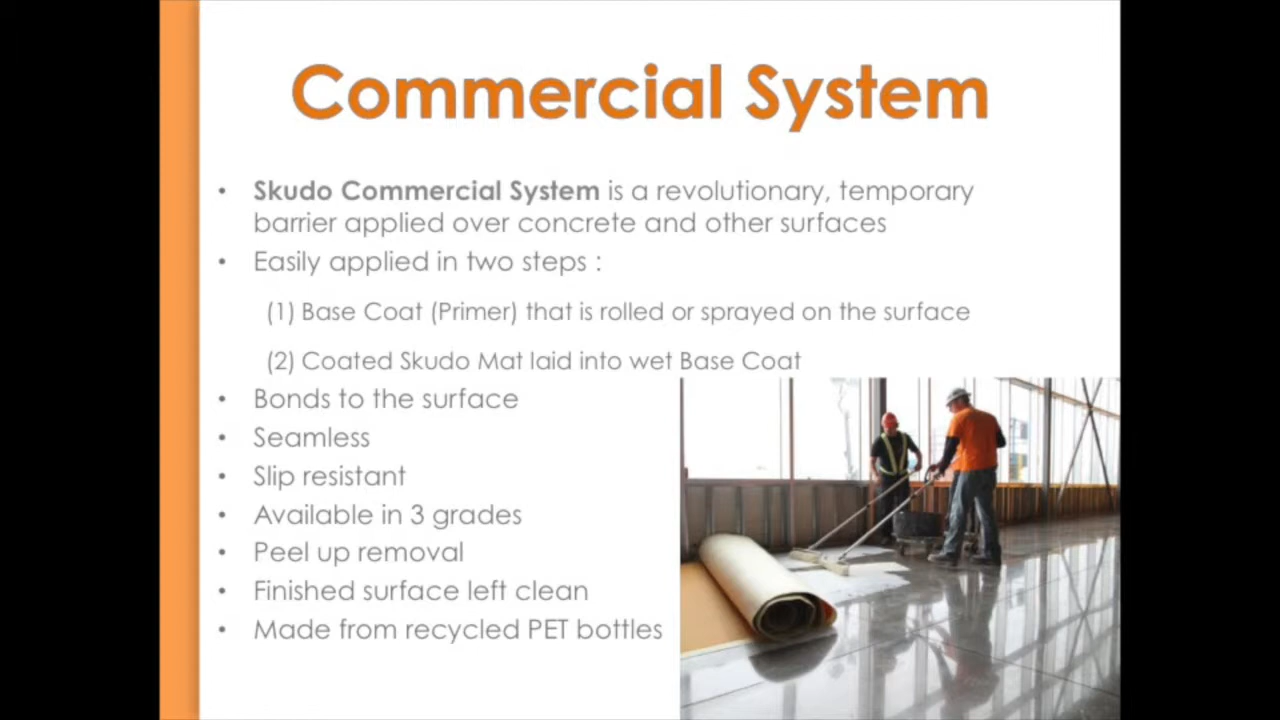 Commercial System
• Skudo Commercial System is a revolutionary, temporary
barrier applied over concrete and other surfaces
• Easily applied in two steps :
(1) Base Coat (Primer) that is rolled or sprayed on the surface
(2) Coated Skudo Mat laid into wet Base Coat
• Bonds to the surface
• Seamless
• Slip resistant
• Available in 3 grades
• Peel up removal
• Finished surface left clean
• Made from recycled PET bottles